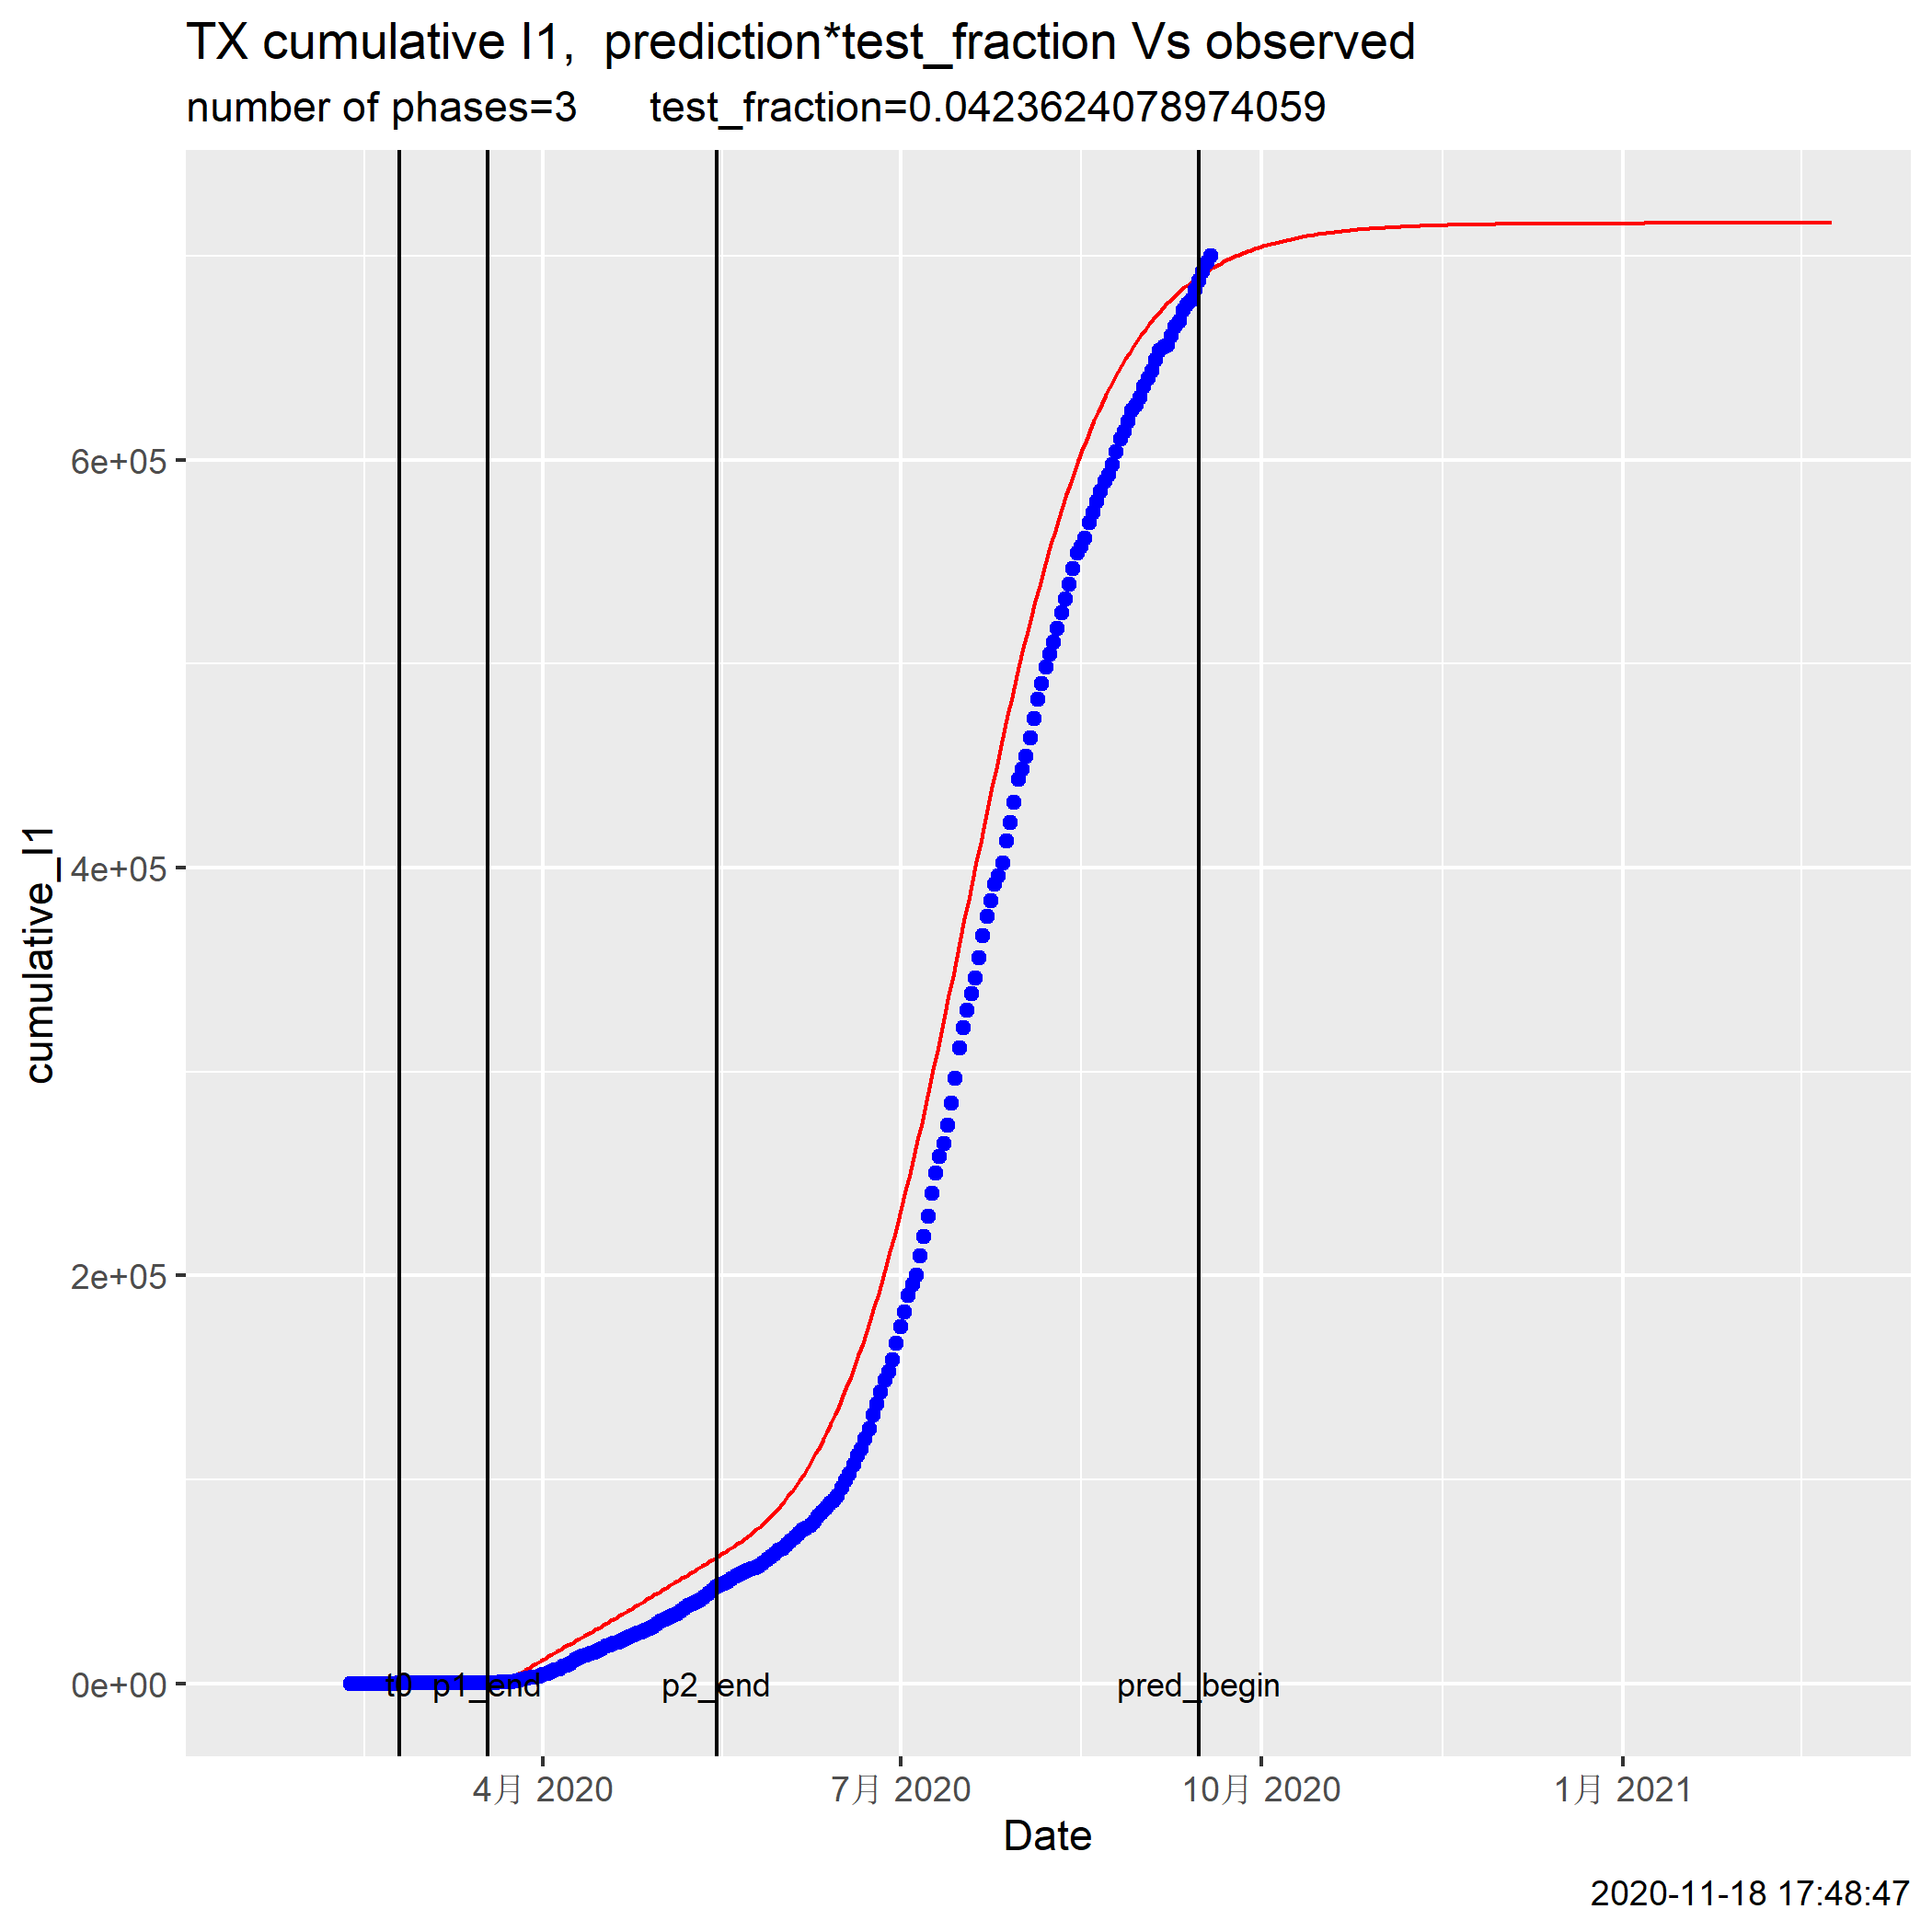 TX cumulative I1,  prediction*test_fraction Vs observed
number of phases=3      test_fraction=0.0423624078974059
cumulative_I1
6e+05
4e+05
2e+05
0e+00
t0 p1_end p2_end pred_begin
4月 2020 7月 2020 10月 2020 1月 2021
Date
2020-11-18 17:48:47